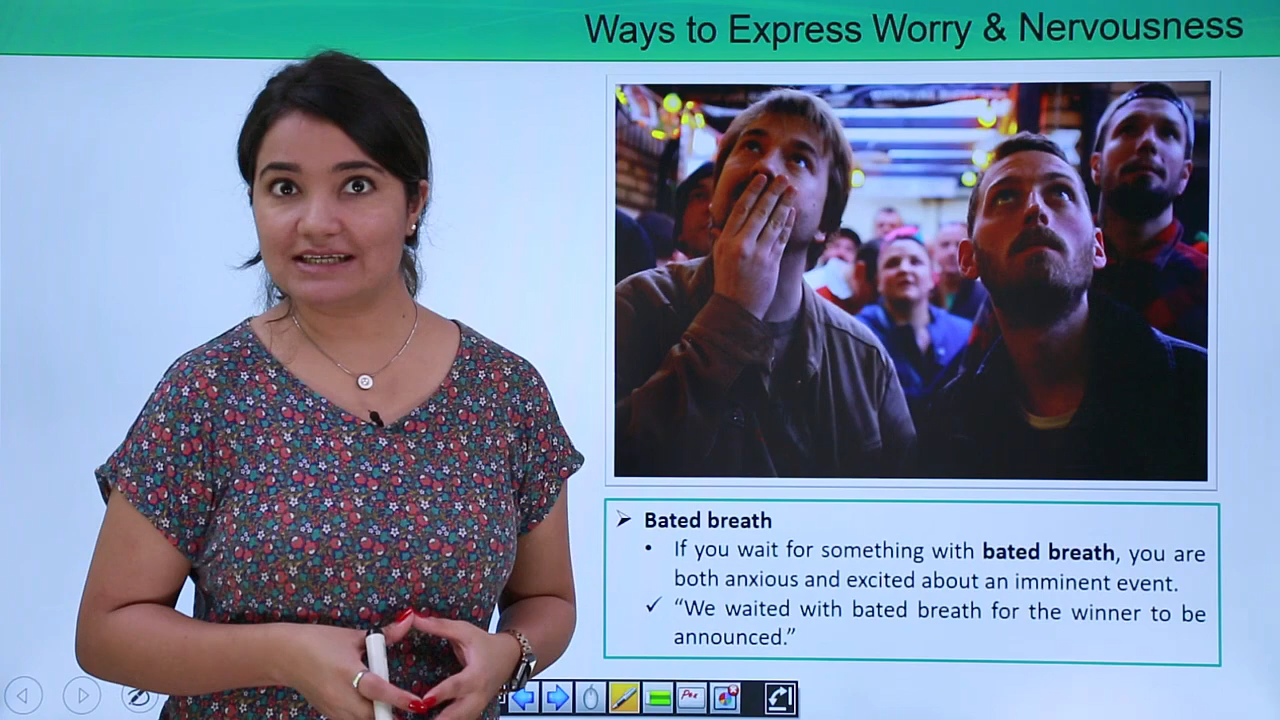 Ways to Express Worry & Nervousness
➢ Bated breath
• If you wait for something with bated breath, you are
both anxious and excited about an imminent event.
✓ “We waited with bated breath for the winner to be
announced.”
Pen